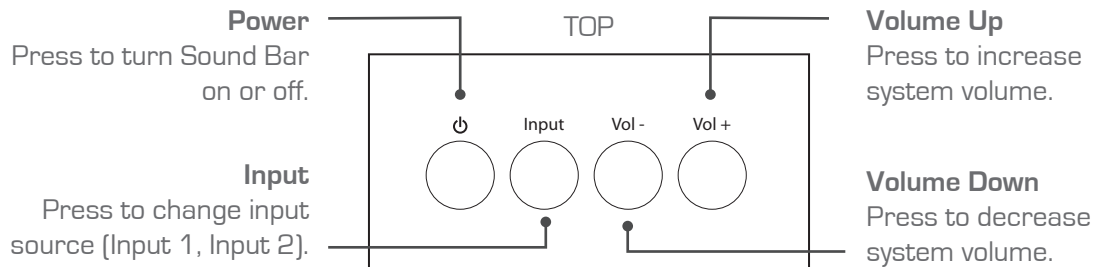 TOP
Power
Press to turn Sound Bar
on or off.
Input
Press to change input
source (Input 1, Input 2).
Input
Vol -
Vol +
Volume Up
Press to increase
system volume.
Volume Down
Press to decrease
system volume.